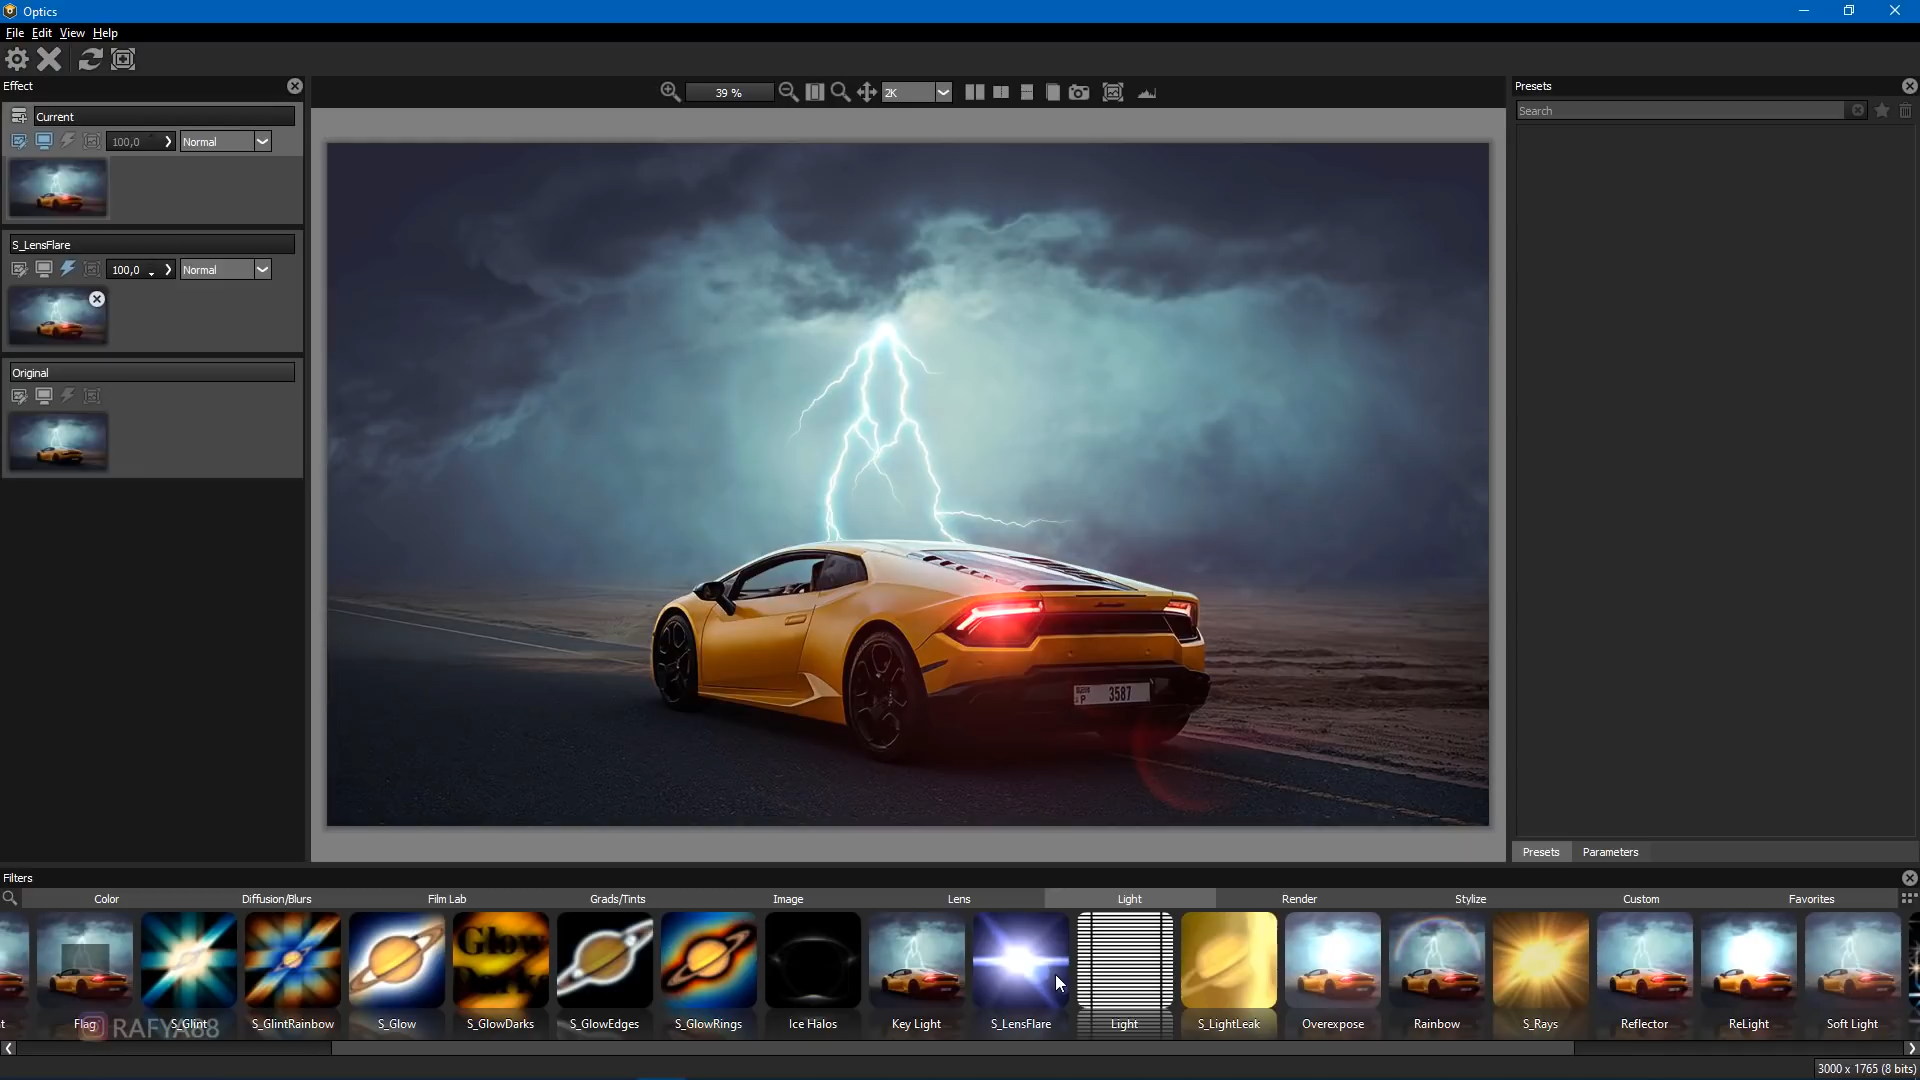 Optics
File Edit View Help
Effect
Current
100,0 Normal
S_LensFlare
100,0 Normal
Original
39 %
2K
3587
P
Presets
Search
Presets Parameters
Filters
Color Diffusion/Blurs Film Lab Grads/Tints Image Lens Light Render Stylize Custom Favorites
Glow
t Flag S_Glint S_GlintRainbow S_Glow S_GlowDarks S_GlowEdges S_GlowRings Ice Halos Key Light S_LensFlare Light S_LightLeak Overexpose Rainbow S_Rays Reflector ReLight Soft Light
RAFYA88
3000 x 1765 (8 bits)